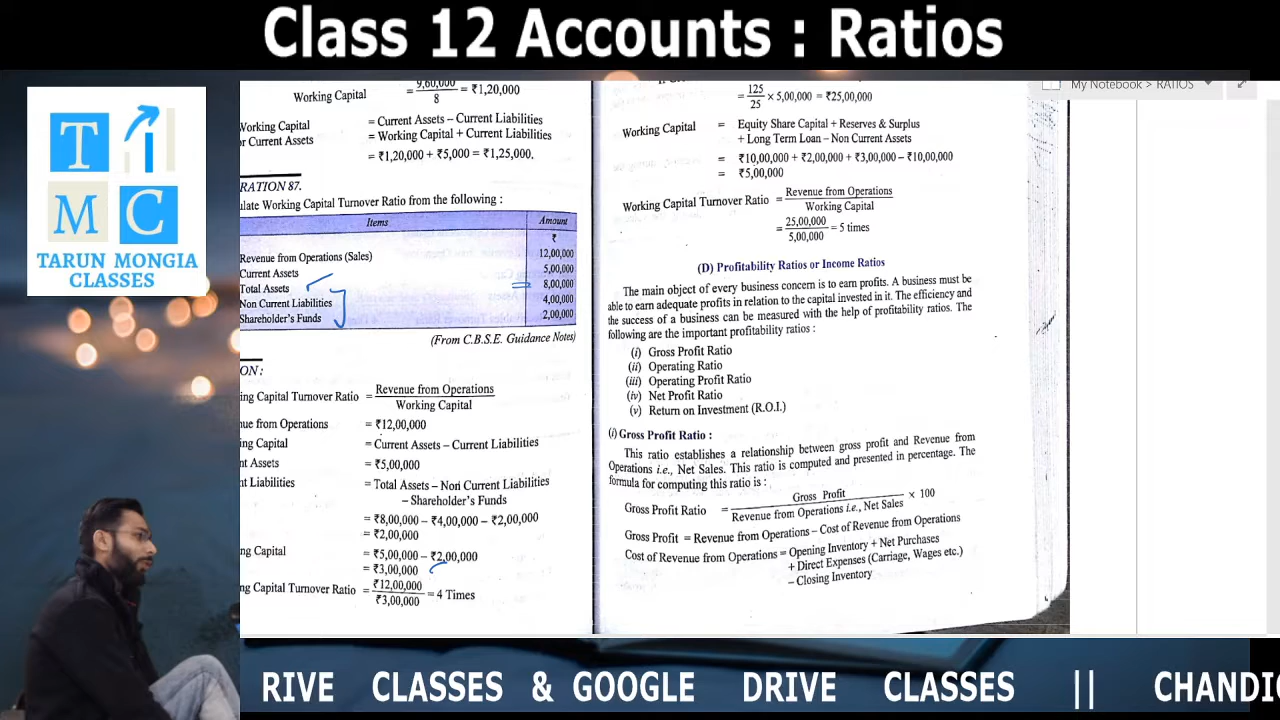 Class 12 Accounts : Ratios
T
M C
TARUN MONGIA
CLASSES
My Notebook > RATIOS
Working Capital = 9,60,000 / 8 = ₹1,20,000
Working Capital = Current Assets – Current Liabilities
or Current Assets = Working Capital + Current Liabilities
= ₹1,20,000 + ₹5,000 = ₹1,25,000.
RATION 87.
ulate Working Capital Turnover Ratio from the following :
Items Amount
₹
Revenue from Operations (Sales) 12,00,000
Current Assets 5,00,000
Total Assets 8,00,000
Non Current Liabilities 4,00,000
Shareholder's Funds 2,00,000
(From C.B.S.E. Guidance Notes)
ON :
ing Capital Turnover Ratio = Revenue from Operations / Working Capital
nue from Operations = ₹12,00,000
ing Capital = Current Assets – Current Liabilities
nt Assets = ₹5,00,000
nt Liabilities = Total Assets – Non Current Liabilities
– Shareholder's Funds
= ₹8,00,000 – ₹4,00,000 – ₹2,00,000
= ₹2,00,000
ng Capital = ₹5,00,000 – ₹2,00,000
= ₹3,00,000
ng Capital Turnover Ratio = ₹12,00,000 / ₹3,00,000 = 4 Times
= 125 / 25 × 5,00,000 = ₹25,00,000
Working Capital = Equity Share Capital + Reserves & Surplus
+ Long Term Loan – Non Current Assets
= ₹10,00,000 + ₹2,00,000 + ₹3,00,000 – ₹10,00,000
= ₹5,00,000
Working Capital Turnover Ratio = Revenue from Operations / Working Capital
= 25,00,000 / 5,00,000 = 5 times
(D) Profitability Ratios or Income Ratios
The main object of every business concern is to earn profits. A business must be
able to earn adequate profits in relation to the capital invested in it. The efficiency and
the success of a business can be measured with the help of profitability ratios. The
following are the important profitability ratios :
(i) Gross Profit Ratio
(ii) Operating Ratio
(iii) Operating Profit Ratio
(iv) Net Profit Ratio
(v) Return on Investment (R.O.I.)
(i) Gross Profit Ratio :
This ratio establishes a relationship between gross profit and Revenue from
Operations i.e., Net Sales. This ratio is computed and presented in percentage. The
formula for computing this ratio is :
Gross Profit Ratio = Gross Profit / Revenue from Operations i.e., Net Sales × 100
Gross Profit = Revenue from Operations – Cost of Revenue from Operations
Cost of Revenue from Operations = Opening Inventory + Net Purchases
+ Direct Expenses (Carriage, Wages etc.)
– Closing Inventory
RIVE CLASSES & GOOGLE DRIVE CLASSES || CHANDI